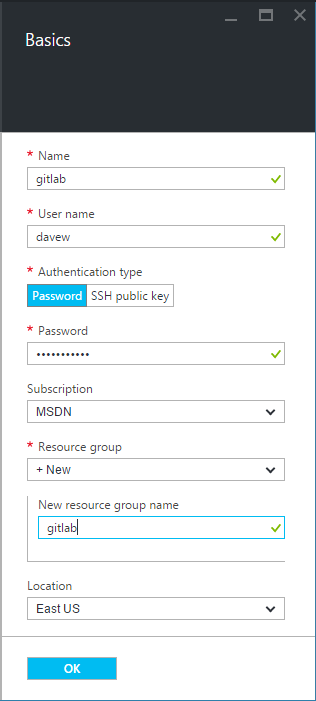 Basics
* Name
gitlab
* User name
davew
* Authentication type
Password SSH public key
* Password
•••••••••••
Subscription
MSDN
* Resource group
+ New
New resource group name
gitlab
Location
East US
OK